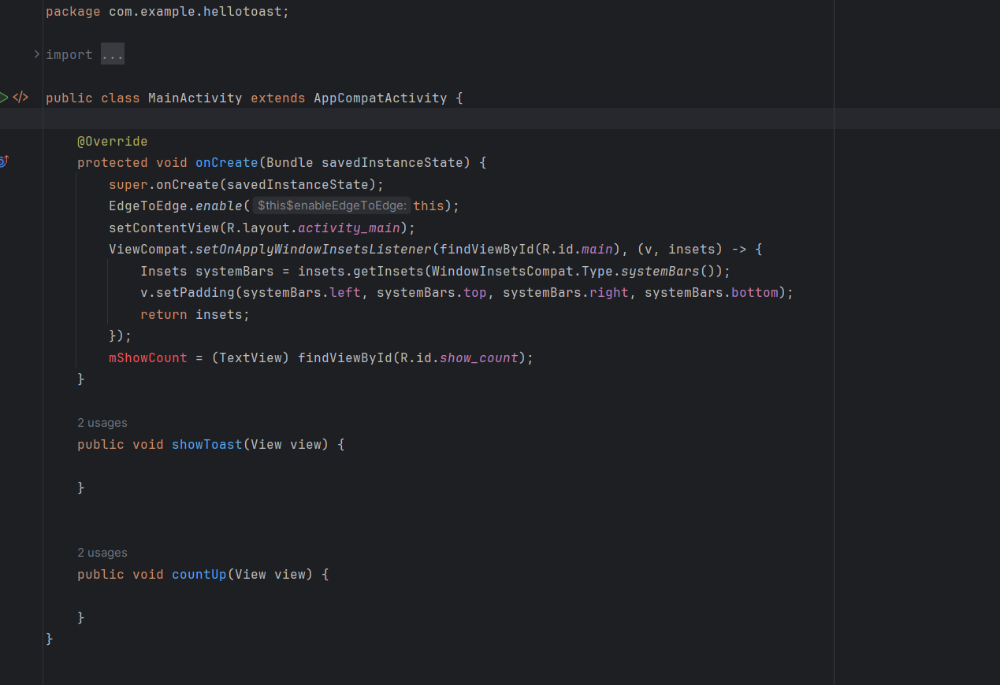 package com.example.hellotoast;
import ...
public class MainActivity extends AppCompatActivity {
@Override
protected void onCreate(Bundle savedInstanceState) {
super.onCreate(savedInstanceState);
EdgeToEdge.enable( $this$enableEdgeToEdge: this);
setContentView(R.layout.activity_main);
ViewCompat.setOnApplyWindowInsetsListener(findViewById(R.id.main), (v, insets) -> {
Insets systemBars = insets.getInsets(WindowInsetsCompat.Type.systemBars());
v.setPadding(systemBars.left, systemBars.top, systemBars.right, systemBars.bottom);
return insets;
});
mShowCount = (TextView) findViewById(R.id.show_count);
}
2 usages
public void showToast(View view) {
}
2 usages
public void countUp(View view) {
}
}